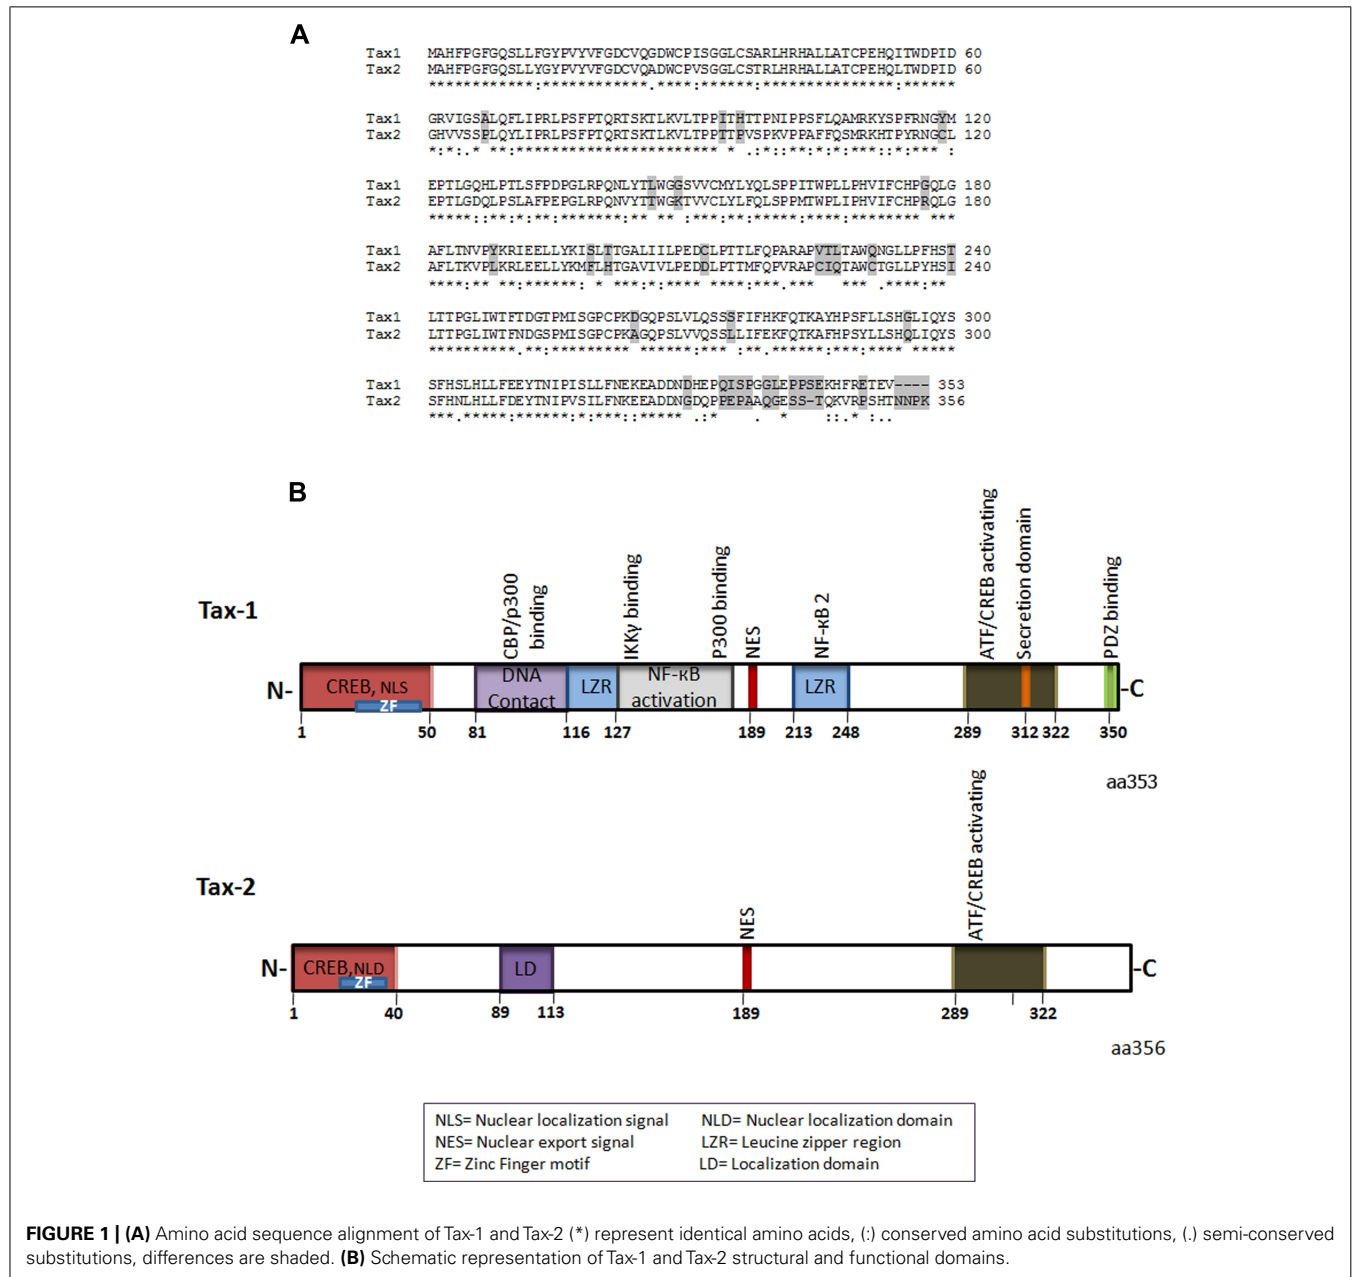 A
Tax1 MAHFPGFGQSLLFGYPVYVFGDCVQGDWCPISGGLCSARLHRHALLATCPEHQITWDPID 60
Tax2 MAHFPGFGQSLLYGYPVYVFGDCVQADWCPVSGGLCSTRLHRHALLATCPEHQLTWDPID 60
************:************.****:******:***************:******
Tax1 GRVIGSALQFLIPRLPSFPTQRTSKTLKVLTPPITHTTPNIPPSFLQAMRKYSPFRNGYM 120
Tax2 GHVVSSPLQYLIPRLPSFPTQRTSKTLKVLTPPTTPVSPKVPPAFFQSMRKHTPYRNGCL 120
*:*:.* **:*********************** * .:*::**:*:*:***::*:*** :
Tax1 EPTLGQHLPTLSFPDPGLRPQNLYTLWGGSVVCMYLYQLSPPITWPLLPHVIFCHPGQLG 180
Tax2 EPTLGDQLPSLAFPEPGLRPQNVYTTWGKTVVCLYLFQLSPPMTWPLIPHVIFCHPRQLG 180
*****::**:*:**:*******:** ** :***:**:*****:****:******** ***
Tax1 AFLTNVPYKRIEELLYKISLTTGALIILPEDCLPTTLFQPARAPVTLTAWQNGLLPFHST 240
Tax2 AFLTKVPLKRLEELLYKMFLHTGAVIVLPEDDLPTTMFQPVRAPCIQTAWCTGLLPYHSI 240
****:** **:******: * ***:*:**** ****:***.*** *** .****:**
Tax1 LTTPGLIWTFTDGTPMISGPCPKDGQPSLVLQSSSFIFHKFQTKAYHPSFLLSHGLIQYS 300
Tax2 LTTPGLIWTFNDGSPMISGPCPKAGQPSLVVQSSLLIFEKFQTKAFHPSYLLSHQLIQYS 300
**********.**:********* ******:*** :**.******:***:**** *****
Tax1 SFHSLHLLFEEYTNIPISLLFNEKEADDNDHEPQISPGGLEPPSEKHFRETEV---- 353
Tax2 SFHNLHLLFDEYTNIPVSILFNKEEADDNGDQPPEPAAQGESS-TQKVRPSHTNNPK 356
***.*****:******:*:***::***** .:* . * ::.* :..
B
Tax-1
CBP/p300
binding
IKKγ binding
P300 binding
NES
NF-κB 2
ATF/CREB activating
Secretion domain
PDZ binding
N-
CREB, NLS
ZF
DNA
Contact
LZR
NF-κB
activation
LZR
-C
1 50 81 116 127 189 213 248 289 312 322 350
aa353
Tax-2
NES
ATF/CREB activating
N-
CREB,NLD
ZF
LD
-C
1 40 89 113 189 289 322
aa356
NLS= Nuclear localization signal NLD= Nuclear localization domain
NES= Nuclear export signal LZR= Leucine zipper region
ZF= Zinc Finger motif LD= Localization domain
FIGURE 1 | (A) Amino acid sequence alignment of Tax-1 and Tax-2 (*) represent identical amino acids, (:) conserved amino acid substitutions, (.) semi-conserved
substitutions, differences are shaded. (B) Schematic representation of Tax-1 and Tax-2 structural and functional domains.